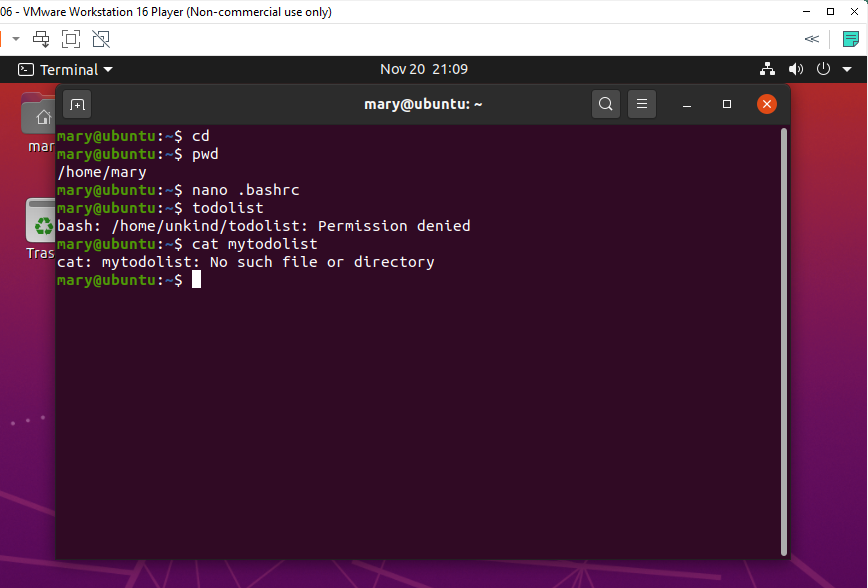 06 - VMware Workstation 16 Player (Non-commercial use only)
Terminal
Nov 20 21:09
mary@ubuntu: ~
mar
Tras
mary@ubuntu:~$ cd
mary@ubuntu:~$ pwd
/home/mary
mary@ubuntu:~$ nano .bashrc
mary@ubuntu:~$ todolist
bash: /home/unkind/todolist: Permission denied
mary@ubuntu:~$ cat mytodolist
cat: mytodolist: No such file or directory
mary@ubuntu:~$